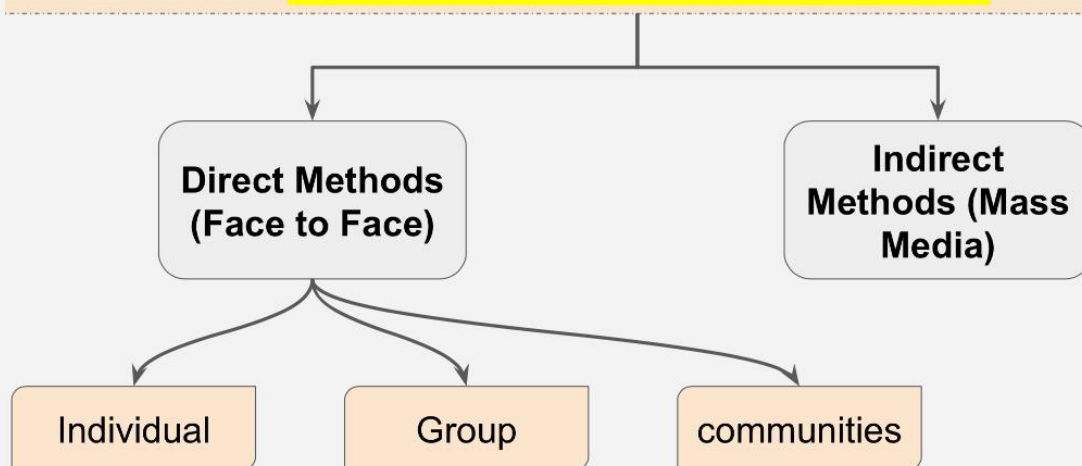 Direct Methods
(Face to Face)
Indirect
Methods (Mass
Media)
Individual
Group
communities